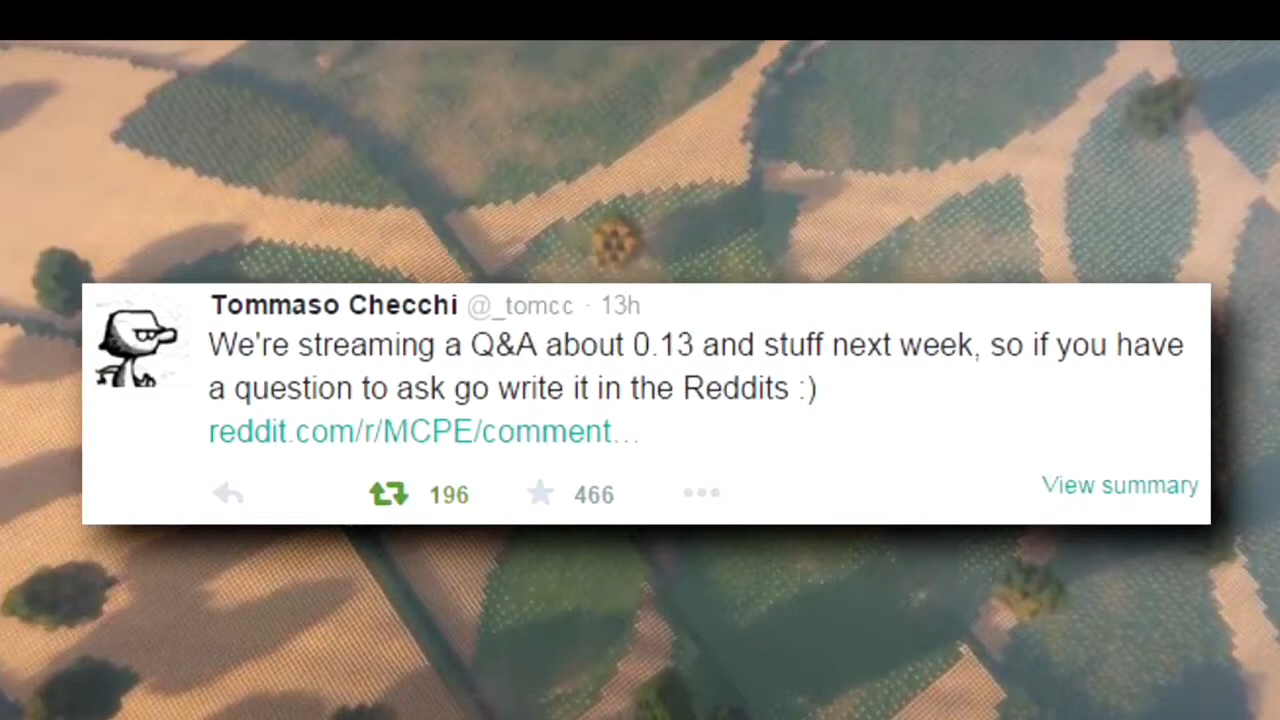 Tommaso Checchi @_tomcc · 13h
We're streaming a Q&A about 0.13 and stuff next week, so if you have
a question to ask go write it in the Reddits :)
reddit.com/r/MCPE/comment...
196 466 View summary